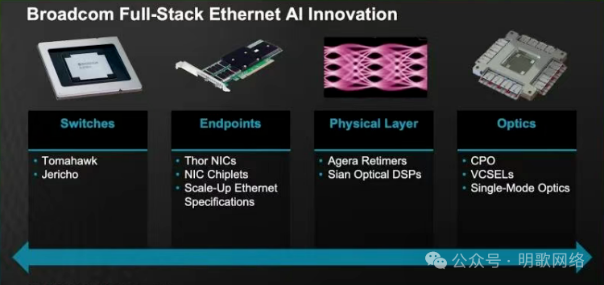 Broadcom Full-Stack Ethernet AI Innovation
Switches
• Tomahawk
• Jericho
Endpoints
• Thor NICs
• NIC Chiplets
• Scale-Up Ethernet
Specifications
Physical Layer
• Agera Retimers
• Sian Optical DSPs
Optics
• CPO
• VCSELs
• Single-Mode Optics
公众号 · 明歌网络